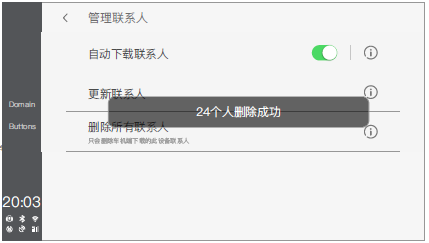 管理联系人
自动下载联系人
更新联系人
24个人删除成功
删除所有联系人
只会删除车机端下载的此设备联系人
Domain
Buttons
20:03